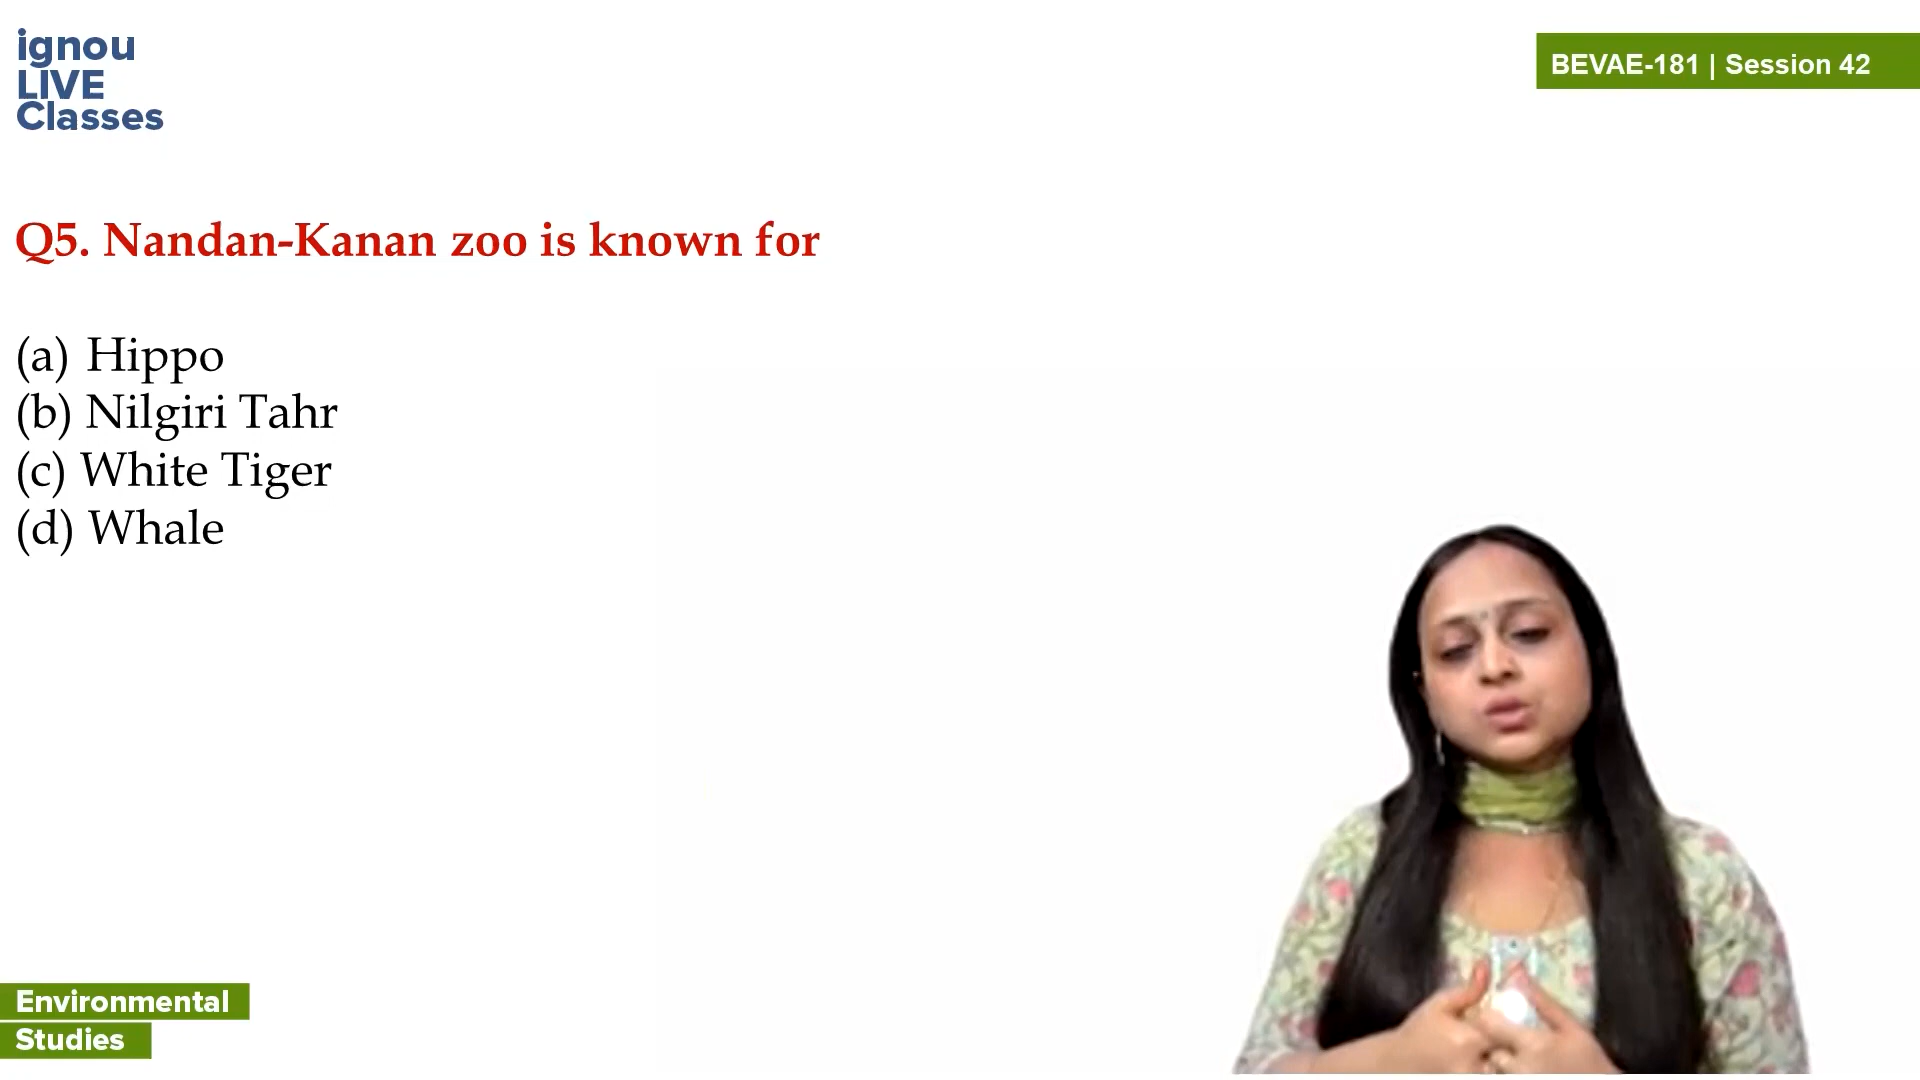 ignou
LIVE
Classes
BEVAE-181 | Session 42
Q5. Nandan-Kanan zoo is known for
(a) Hippo
(b) Nilgiri Tahr
(c) White Tiger
(d) Whale
Environmental
Studies